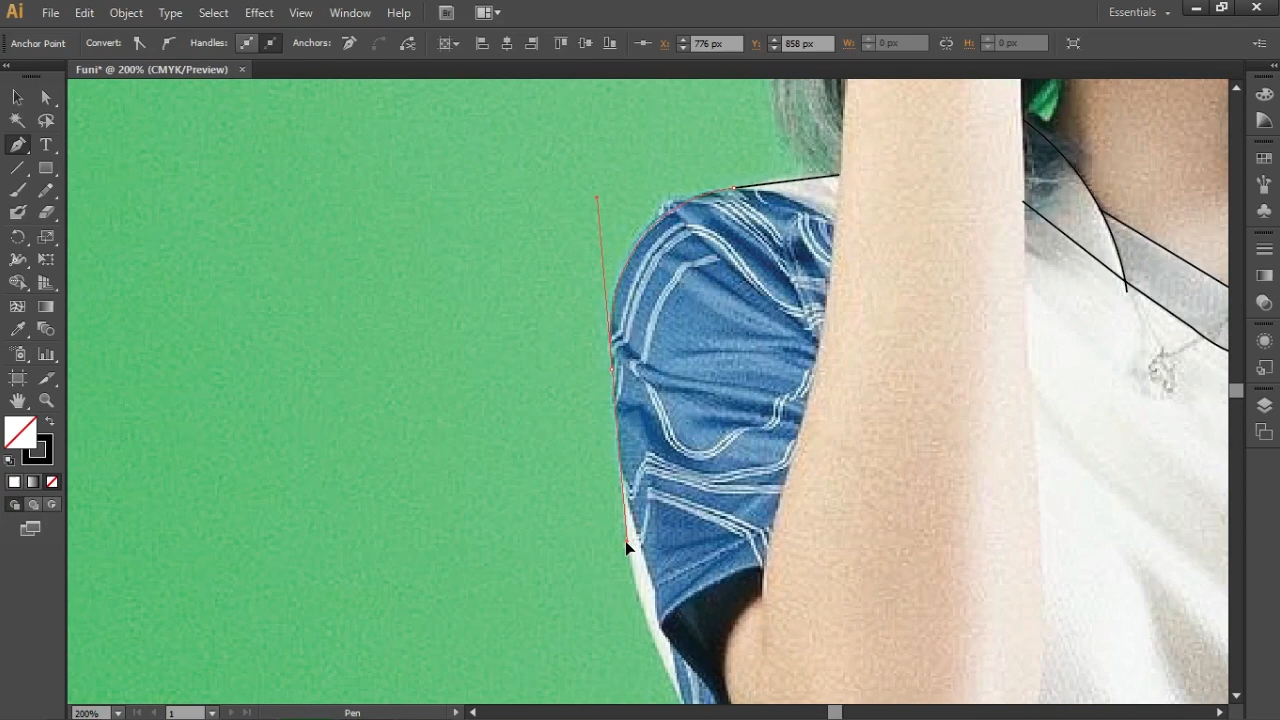 Ai File Edit Object Type Select Effect View Window Help Br Essentials
Anchor Point Convert: Handles: Anchors: X: 776 px Y: 858 px W: 0 px H: 0 px
Funi* @ 200% (CMYK/Preview) ×
T
200% 1 Pen